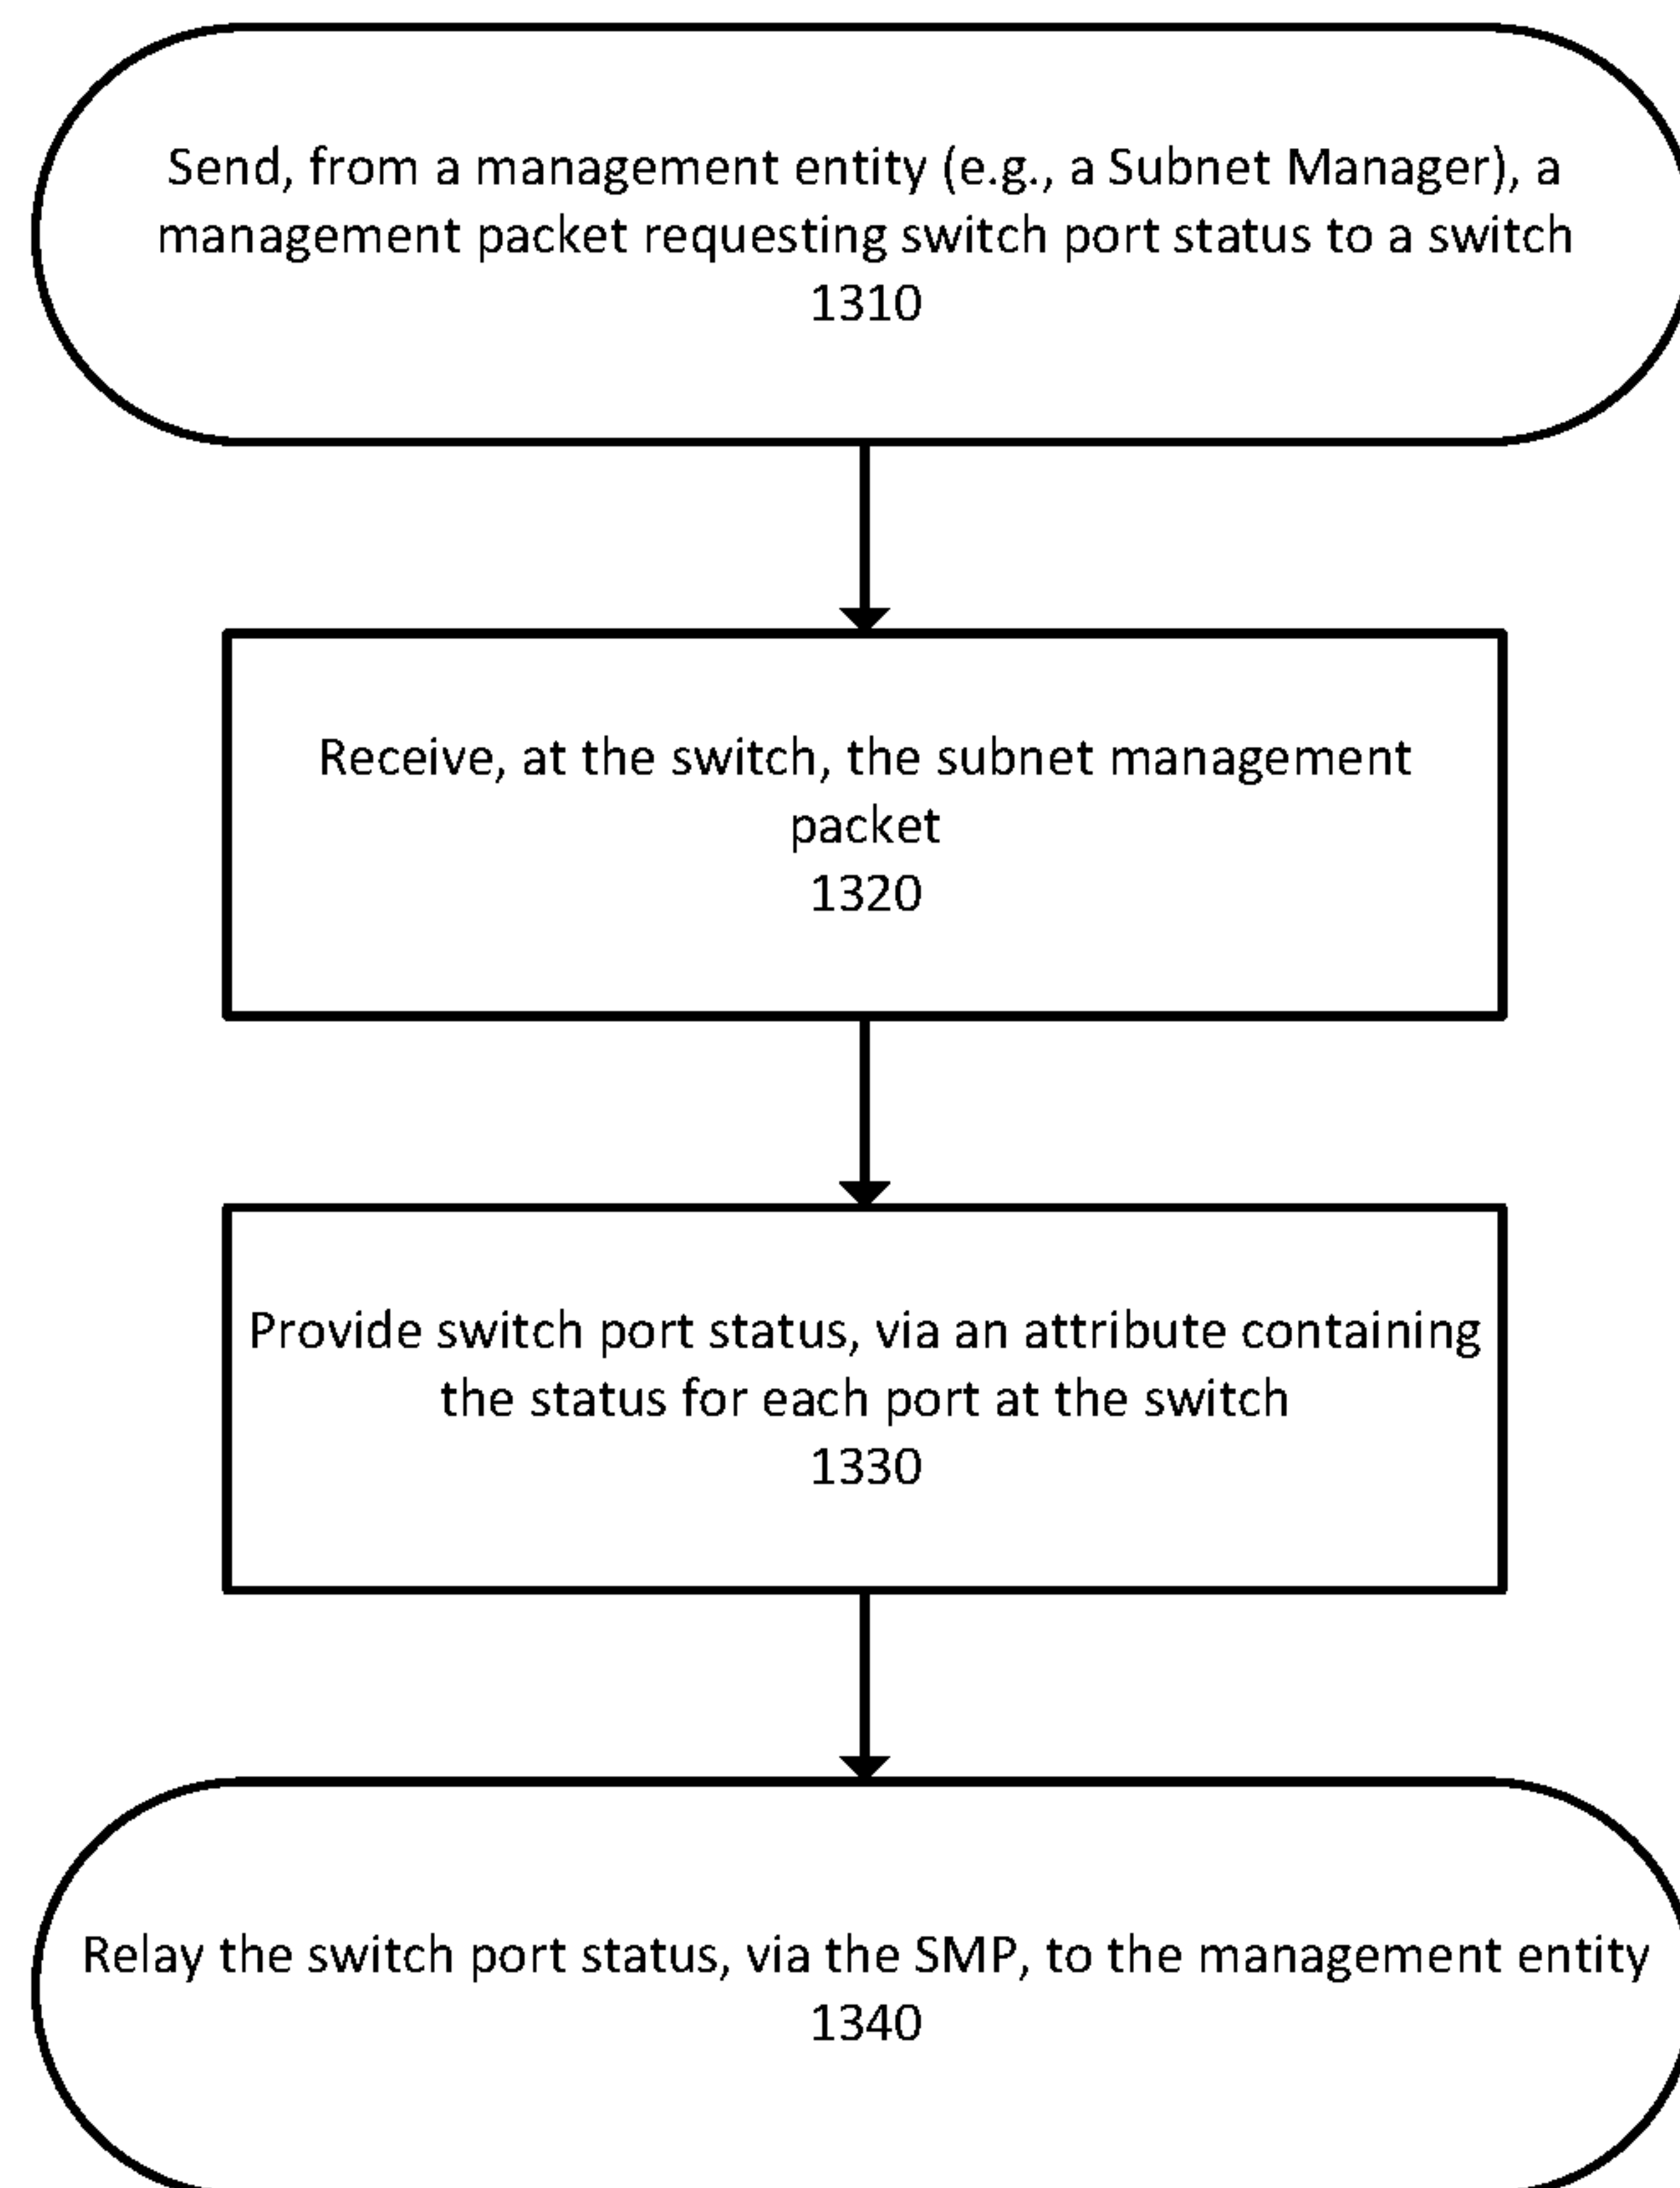 Send, from a management entity (e.g., a Subnet Manager), a
management packet requesting switch port status to a switch
1310
Receive, at the switch, the subnet management
packet
1320
Provide switch port status, via an attribute containing
the status for each port at the switch
1330
Relay the switch port status, via the SMP, to the management entity
1340